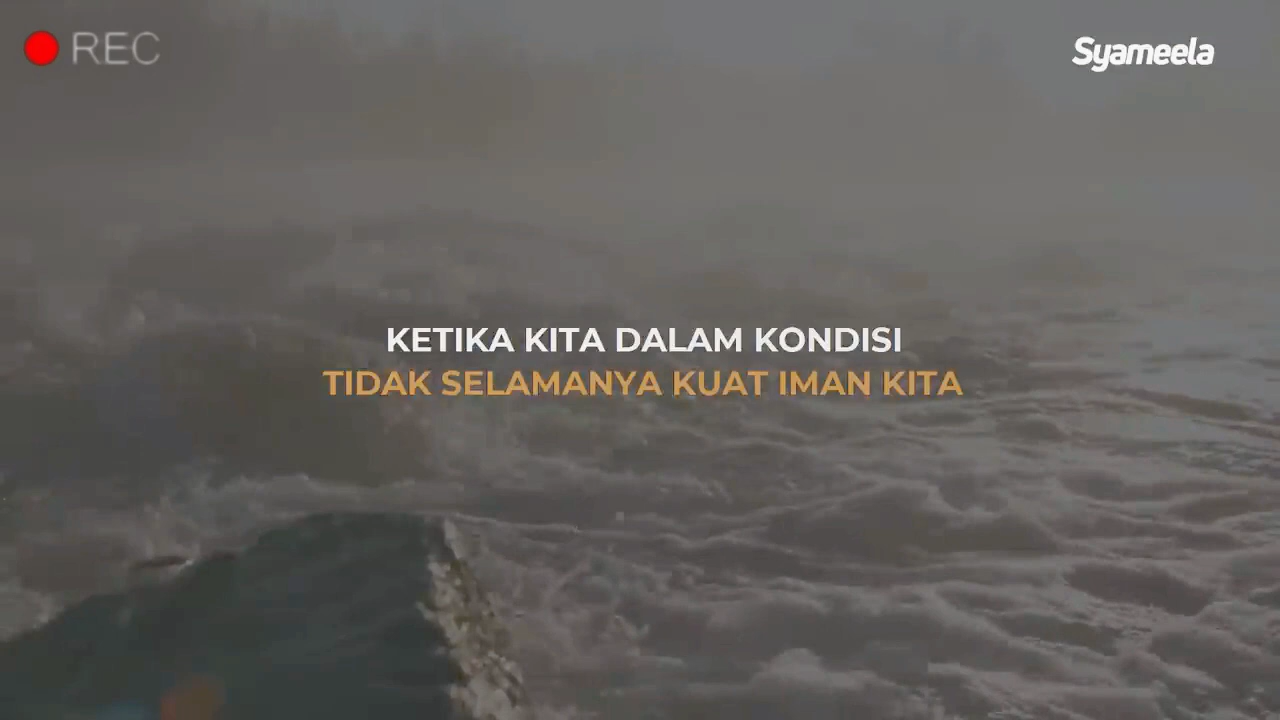 REC
Syameela
KETIKA KITA DALAM KONDISI
TIDAK SELAMANYA KUAT IMAN KITA